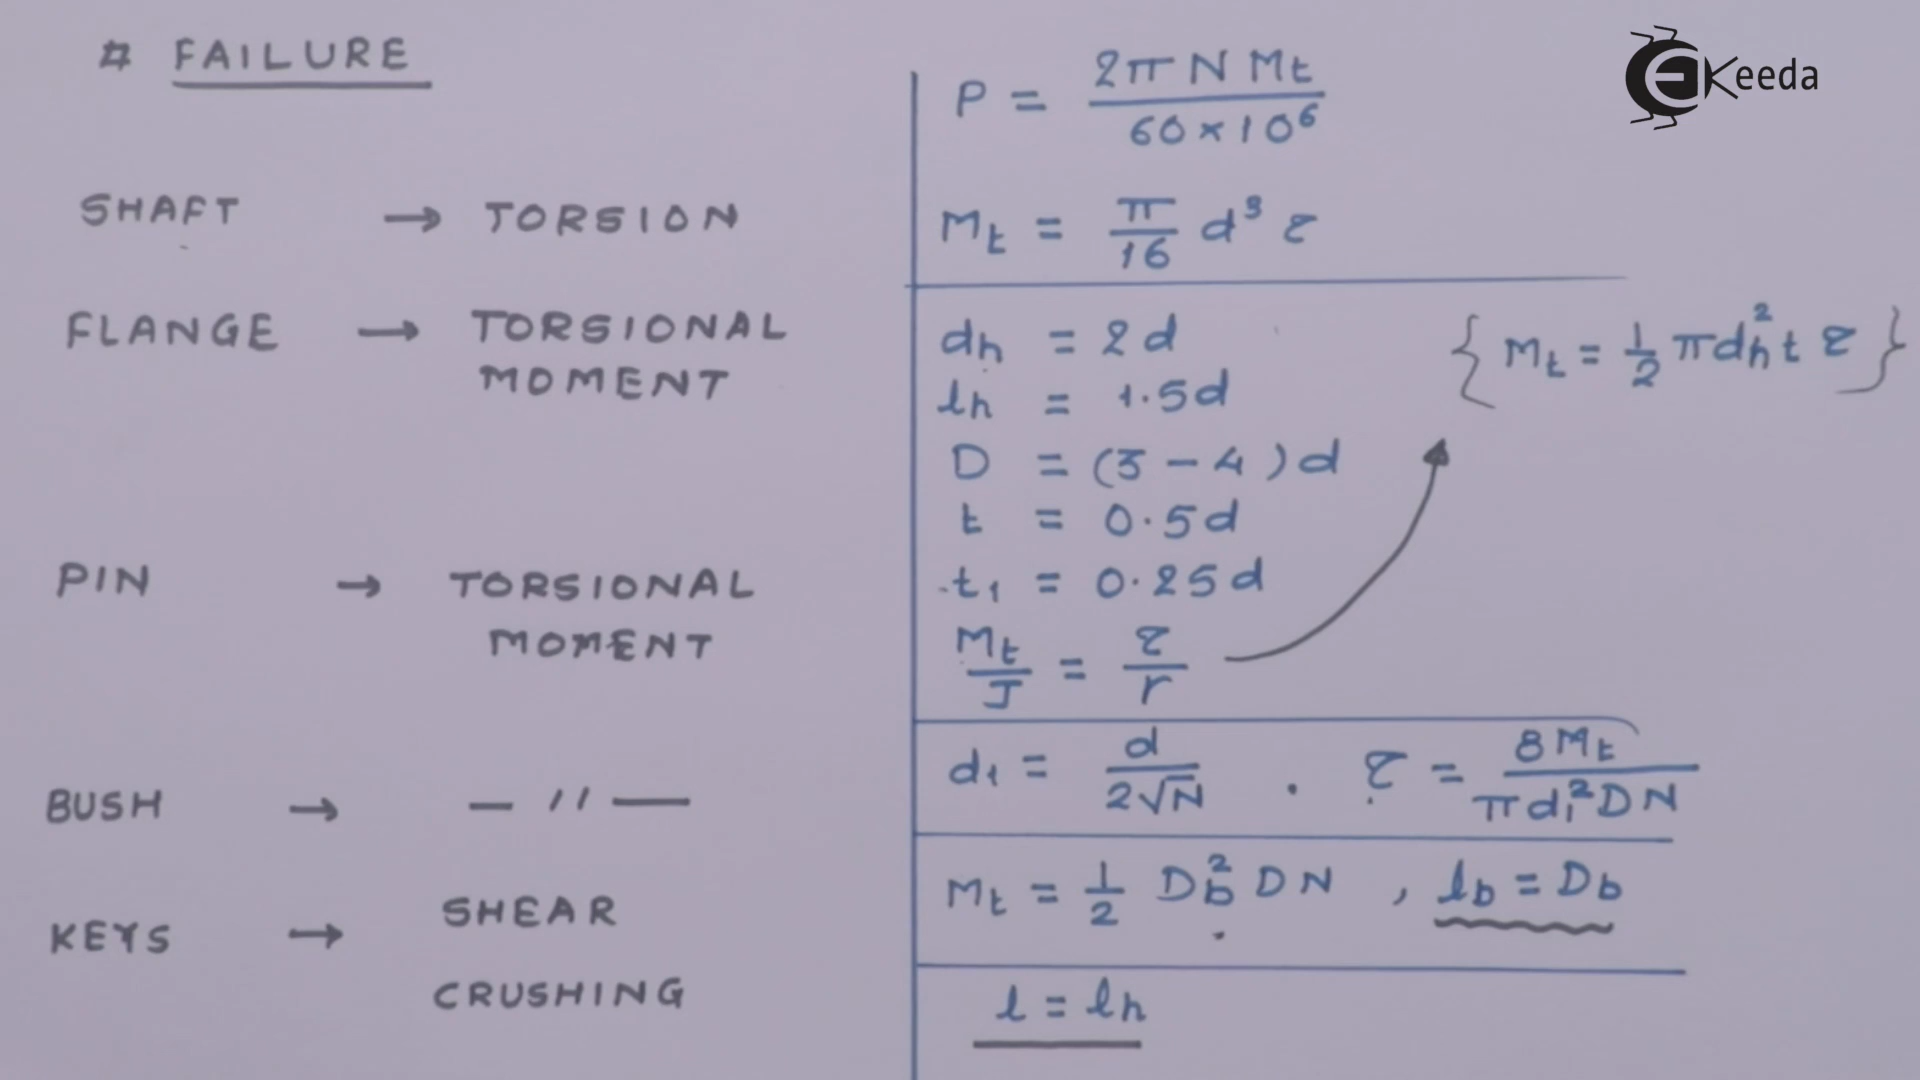 # FAILURE
SHAFT → TORSION
FLANGE → TORSIONAL
MOMENT
PIN → TORSIONAL
MOMENT
BUSH → — 〃 —
KEYS → SHEAR
CRUSHING
P = 2π N Mt / 60 × 10⁶
Mt = π/16 d³ τ
dh = 2d
lh = 1.5d
D = (3 - 4)d
t = 0.5d
t₁ = 0.25d
Mt/J = τ/r
{ Mt = 1/2 π dh² t τ }
d₁ = d / 2√N . τ = 8Mt / π d₁² D N
Mt = 1/2 Db² D N , lb = Db
l = lh
EKeeda